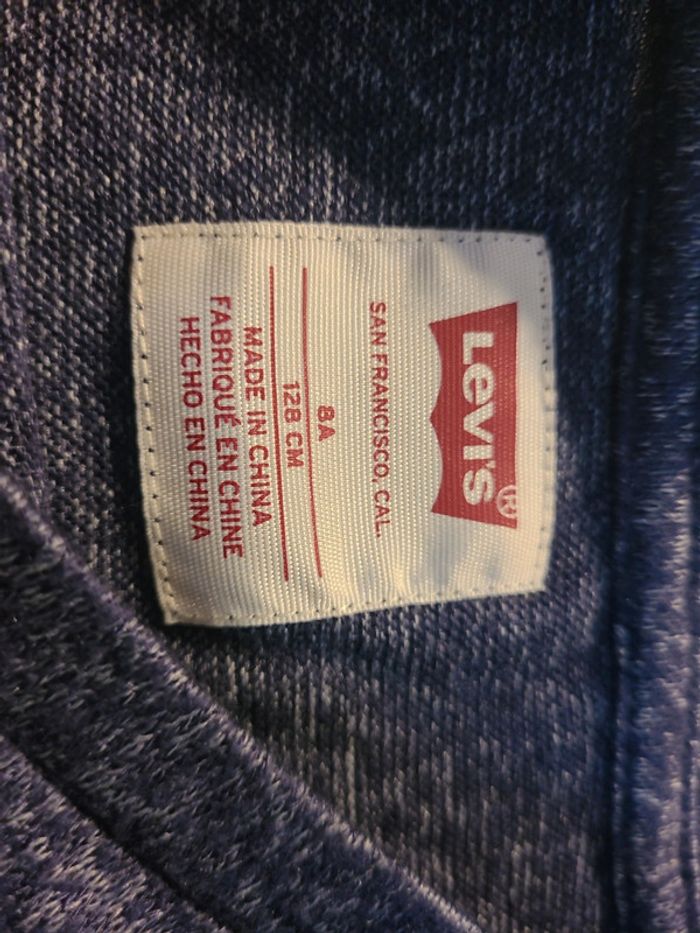 LEVI'S®
SAN FRANCISCO, CAL.
8A
128 CM
MADE IN CHINA
FABRIQUÉ EN CHINE
HECHO EN CHINA